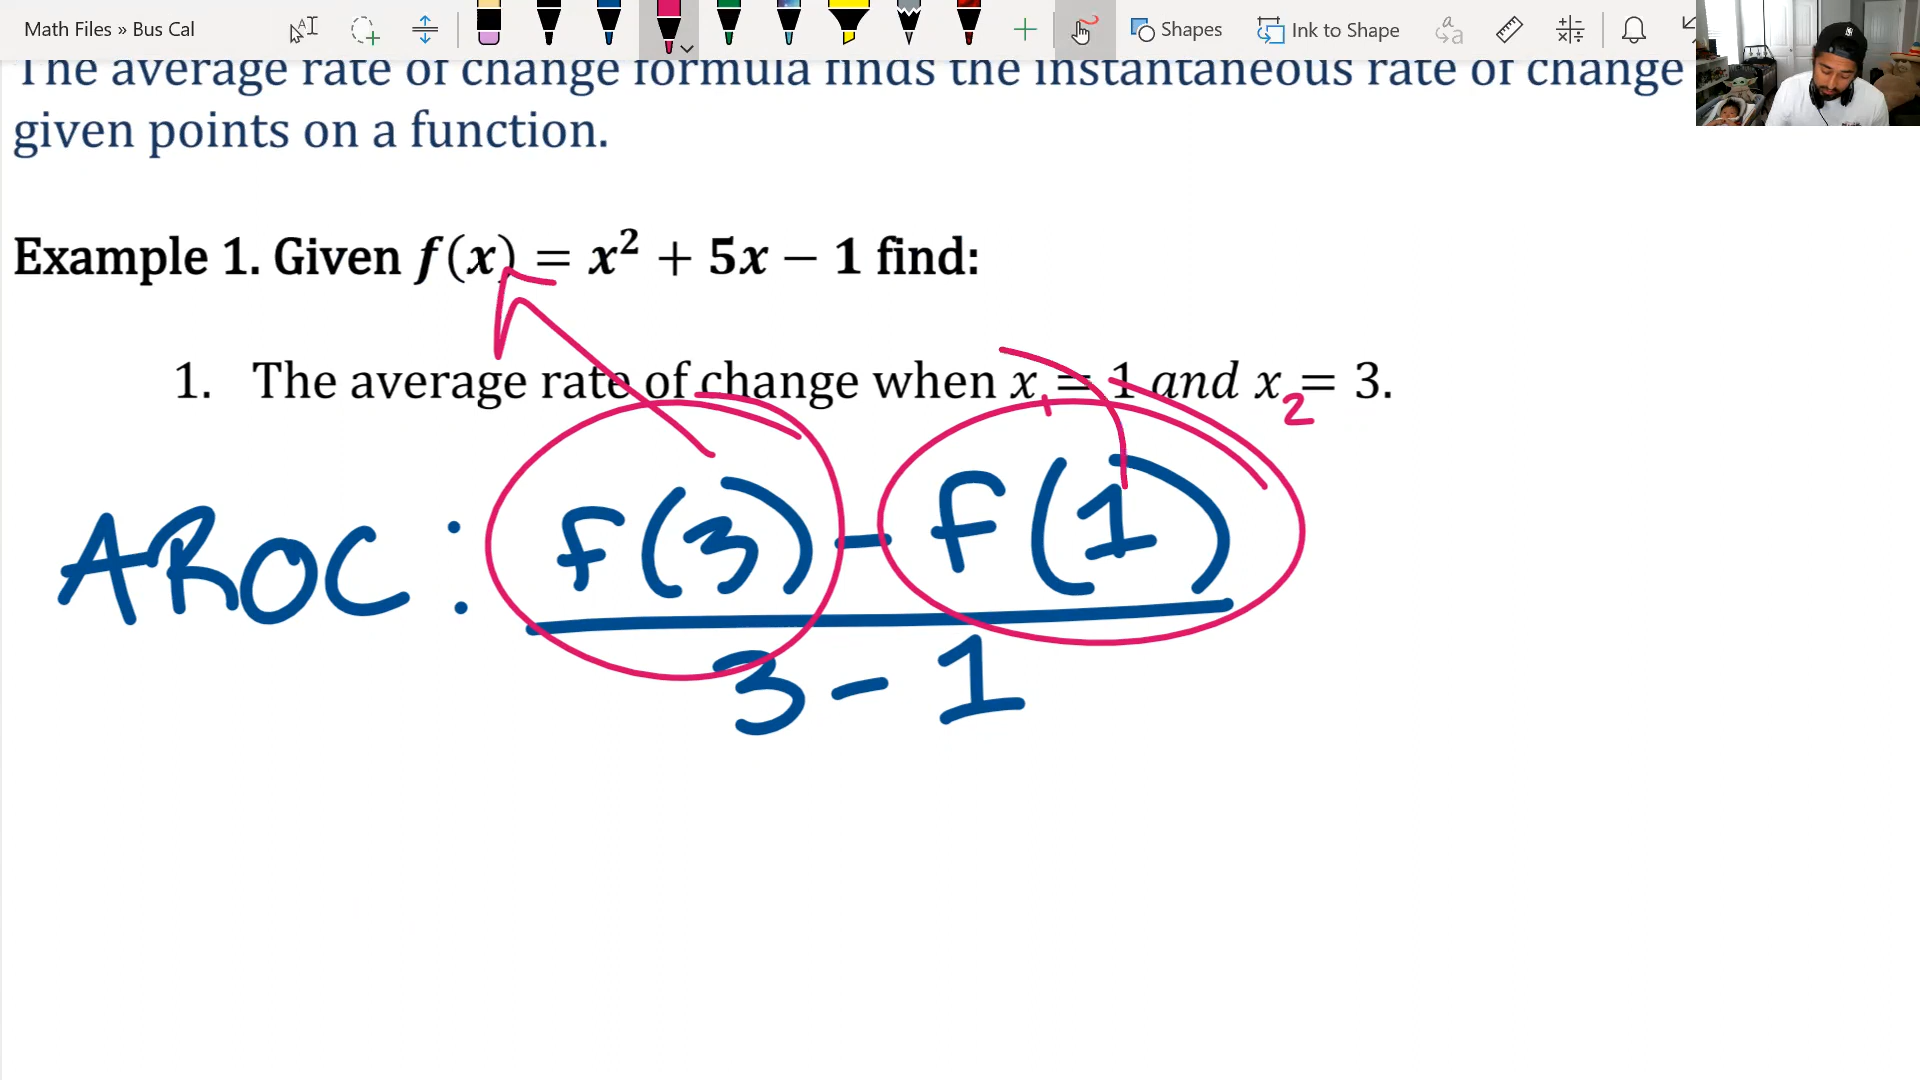 Math Files » Bus Cal
Shapes
Ink to Shape
The average rate of change formula finds the instantaneous rate of change
given points on a function.
Example 1. Given f(x) = x² + 5x − 1 find:
1. The average rate of change when x₁ = 1 and x₂ = 3.
AROC : f(3) - f(1)
3 - 1